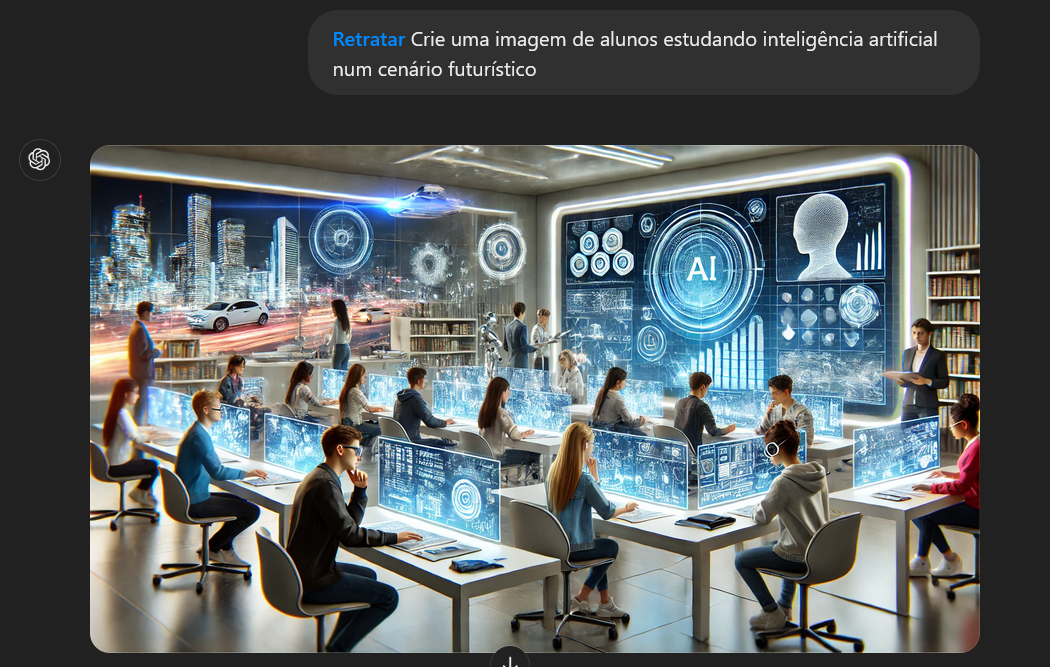 Retratar Crie uma imagem de alunos estudando inteligência artificial
num cenário futurístico
AI